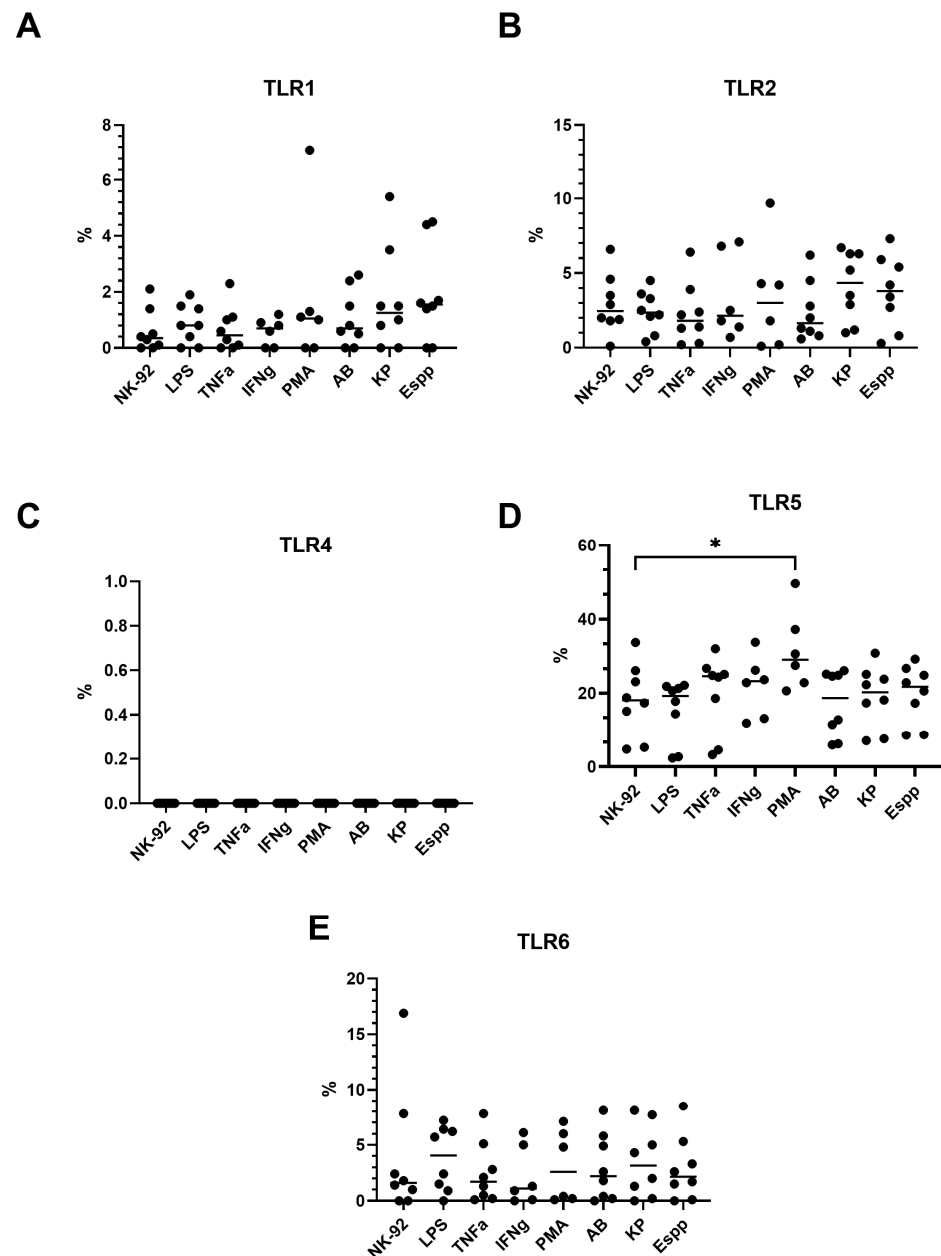 A
B
TLR1
TLR2
8
6
4
2
0
%
NK-92
LPS
TNFa
IFNg
PMA
AB
KP
Espp
15
10
5
0
%
NK-92
LPS
TNFa
IFNg
PMA
AB
KP
Espp
C
D
TLR4
TLR5
1.0
0.8
0.6
0.4
0.2
0.0
%
NK-92
LPS
TNFa
IFNg
PMA
AB
KP
Espp
60
40
20
0
%
*
NK-92
LPS
TNFa
IFNg
PMA
AB
KP
Espp
E
TLR6
20
15
10
5
0
%
NK-92
LPS
TNFa
IFNg
PMA
AB
KP
Espp